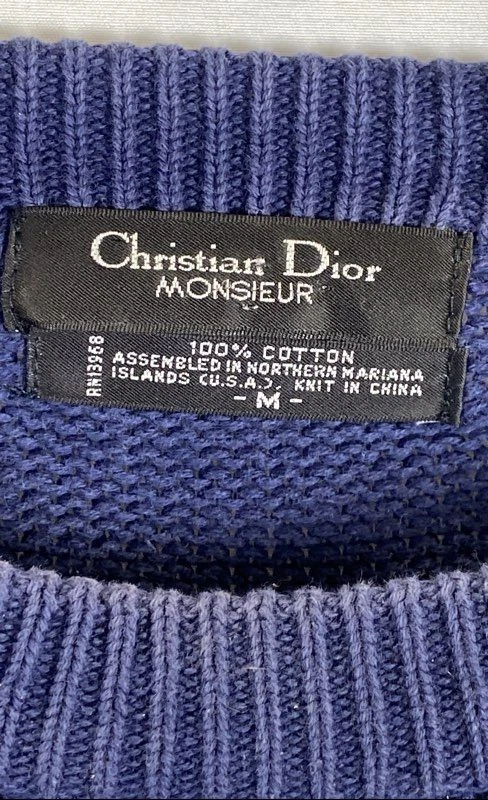 Christian Dior
MONSIEUR
100% COTTON
ASSEMBLED IN NORTHERN MARIANA
ISLANDS (U.S.A.), KNIT IN CHINA
- M -
RN13968